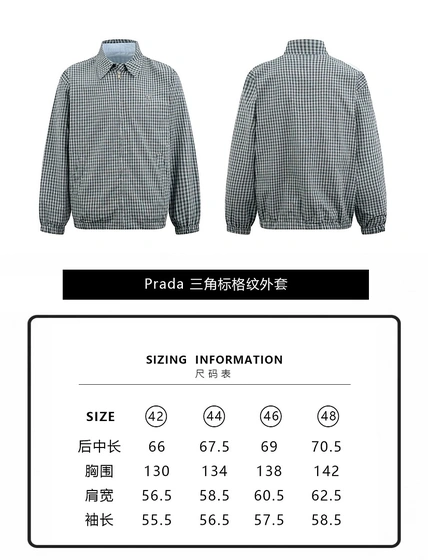 Prada 三角标格纹外套
SIZING INFORMATION
尺码表
SIZE 42 44 46 48
后中长 66 67.5 69 70.5
胸围 130 134 138 142
肩宽 56.5 58.5 60.5 62.5
袖长 55.5 56.5 57.5 58.5